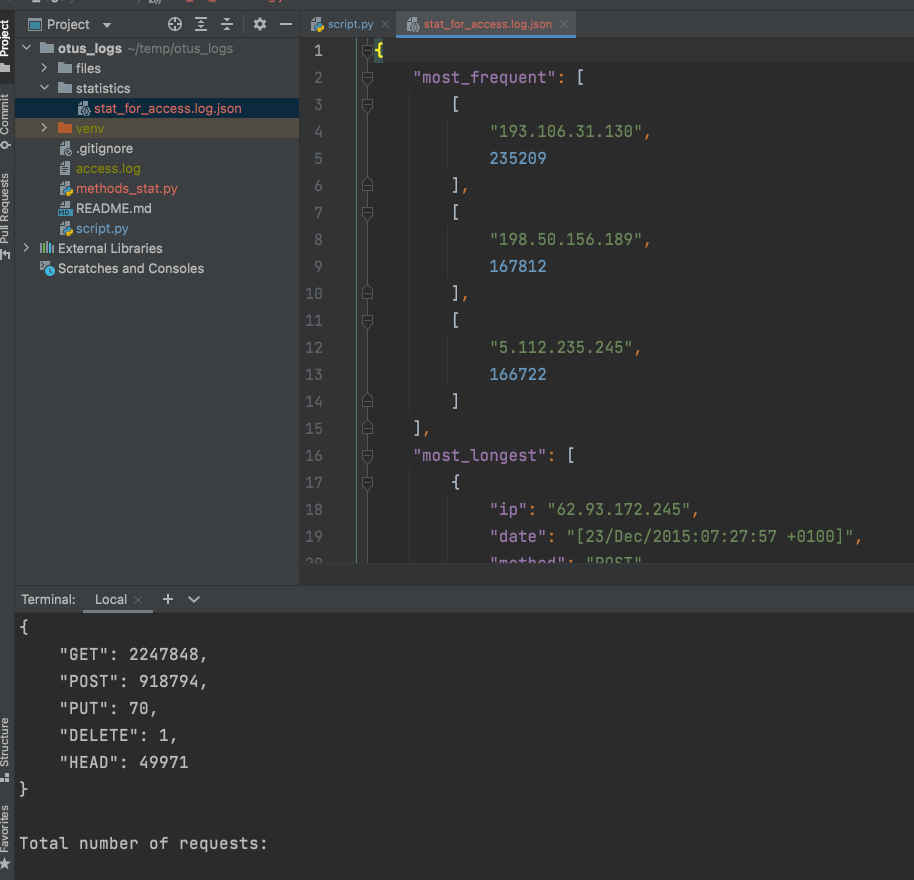 Project
script.py
stat_for_access.log.json
Project
Commit
Pull Requests
otus_logs ~/temp/otus_logs
files
statistics
stat_for_access.log.json
venv
.gitignore
access.log
methods_stat.py
MD README.md
script.py
External Libraries
Scratches and Consoles
1 {
2 "most_frequent": [
3 [
4 "193.106.31.130",
5 235209
6 ],
7 [
8 "198.50.156.189",
9 167812
10 ],
11 [
12 "5.112.235.245",
13 166722
14 ]
15 ],
16 "most_longest": [
17 {
18 "ip": "62.93.172.245",
19 "date": "[23/Dec/2015:07:27:57 +0100]",
20 "method": "POST"
Terminal: Local
{
"GET": 2247848,
"POST": 918794,
"PUT": 70,
"DELETE": 1,
"HEAD": 49971
}
Total number of requests:
Structure
Favorites